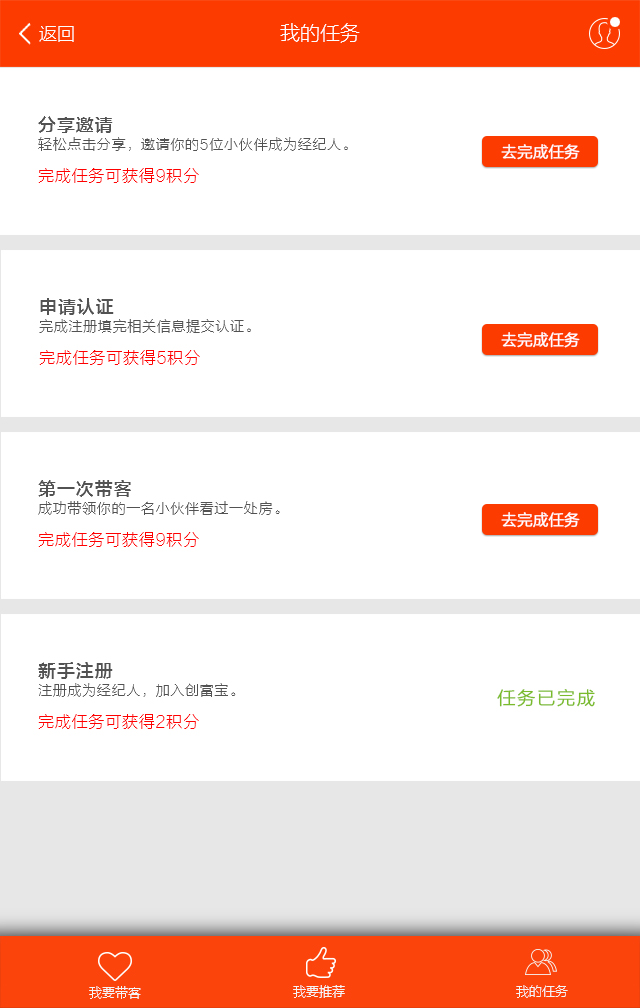 返回
我的任务
分享邀请
轻松点击分享，邀请你的5位小伙伴成为经纪人。
去完成任务
完成任务可获得9积分
申请认证
完成注册填完相关信息提交认证。
去完成任务
完成任务可获得5积分
第一次带客
成功带领你的一名小伙伴看过一处房。
去完成任务
完成任务可获得9积分
新手注册
注册成为经纪人，加入创富宝。
任务已完成
完成任务可获得2积分
我要带客
我要推荐
我的任务